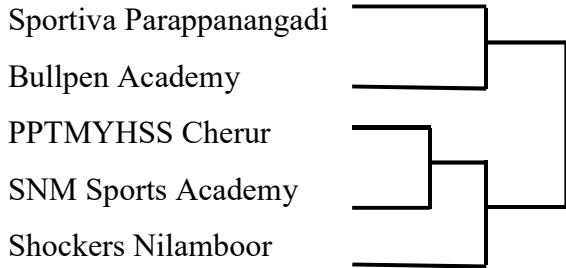 Sportiva Parappanangadi
Bullpen Academy
PPTMYHSS Cherur
SNM Sports Academy
Shockers Nilamboor